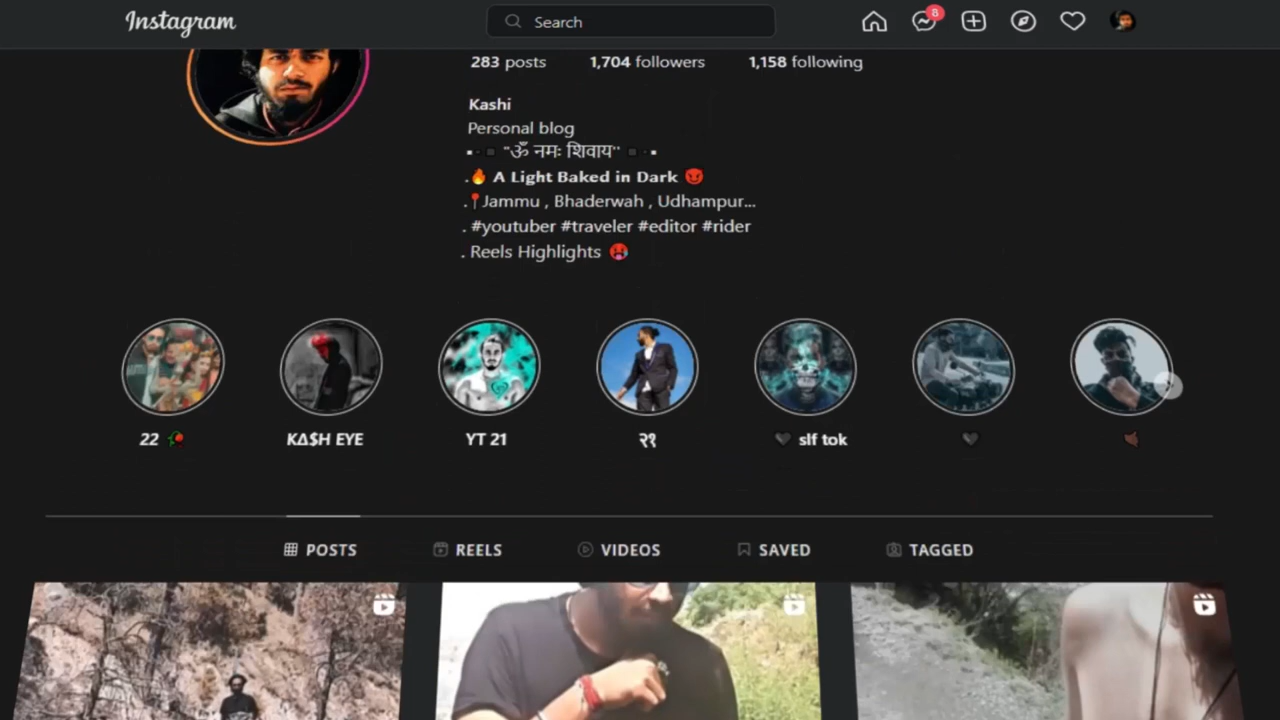 Instagram
Search
8
283 posts 1,704 followers 1,158 following
Kashi
Personal blog
▪︎·◾ "ॐ नमः शिवाय" ◾·▪︎
.🔥 A Light Baked in Dark 😈
.📍Jammu , Bhaderwah , Udhampur...
. #youtuber #traveler #editor #rider
. Reels Highlights 🥵
22 🥀 K∆$H EYE YT 21 २१ 🖤 slf tok 🖤
POSTS REELS VIDEOS SAVED TAGGED